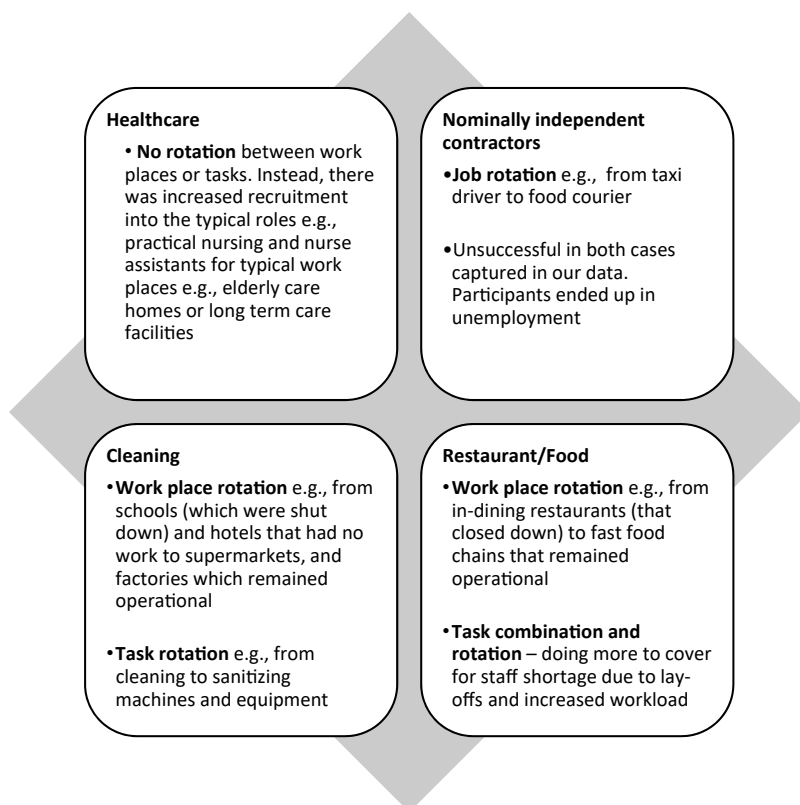 Healthcare
• No rotation between work
places or tasks. Instead, there
was increased recruitment
into the typical roles e.g.,
practical nursing and nurse
assistants for typical work
places e.g., elderly care
homes or long term care
facilities
Nominally independent
contractors
•Job rotation e.g., from taxi
driver to food courier
•Unsuccessful in both cases
captured in our data.
Participants ended up in
unemployment
Cleaning
•Work place rotation e.g., from
schools (which were shut
down) and hotels that had no
work to supermarkets, and
factories which remained
operational
•Task rotation e.g., from
cleaning to sanitizing
machines and equipment
Restaurant/Food
•Work place rotation e.g., from
in-dining restaurants (that
closed down) to fast food
chains that remained
operational
•Task combination and
rotation – doing more to cover
for staff shortage due to lay-
offs and increased workload